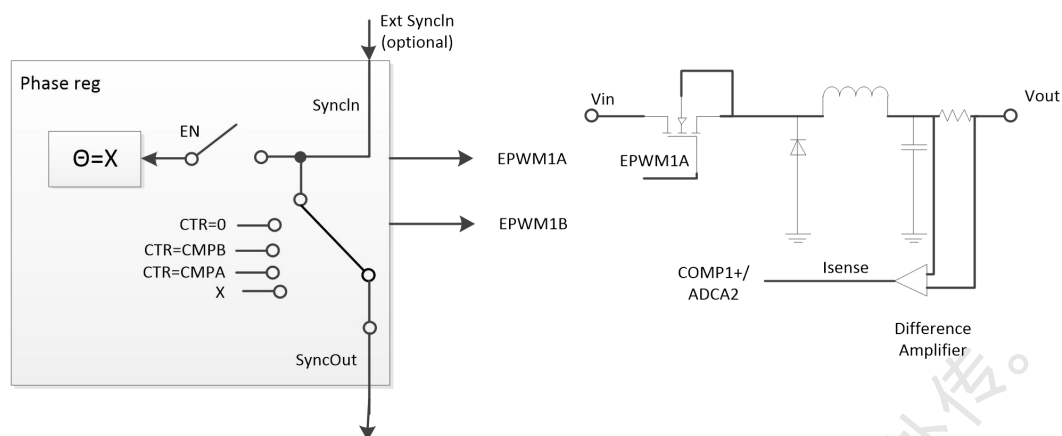 Ext SyncIn
(optional)
Phase reg
SyncIn
EN
Θ=X
EPWM1A
CTR=0
EPWM1B
CTR=CMPB
CTR=CMPA
X
SyncOut
Vin
Vout
EPWM1A
COMP1+/
ADCA2
Isense
Difference
Amplifier
传。